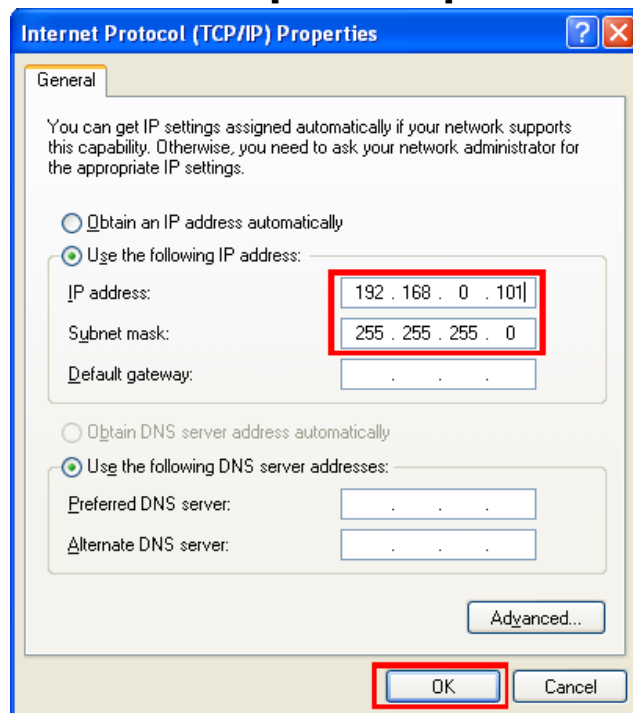 Internet Protocol (TCP/IP) Properties
General
You can get IP settings assigned automatically if your network supports
this capability. Otherwise, you need to ask your network administrator for
the appropriate IP settings.
Obtain an IP address automatically
Use the following IP address:
IP address: 192 . 168 . 0 . 101
Subnet mask: 255 . 255 . 255 . 0
Default gateway: . . .
Obtain DNS server address automatically
Use the following DNS server addresses:
Preferred DNS server: . . .
Alternate DNS server: . . .
Advanced...
OK Cancel